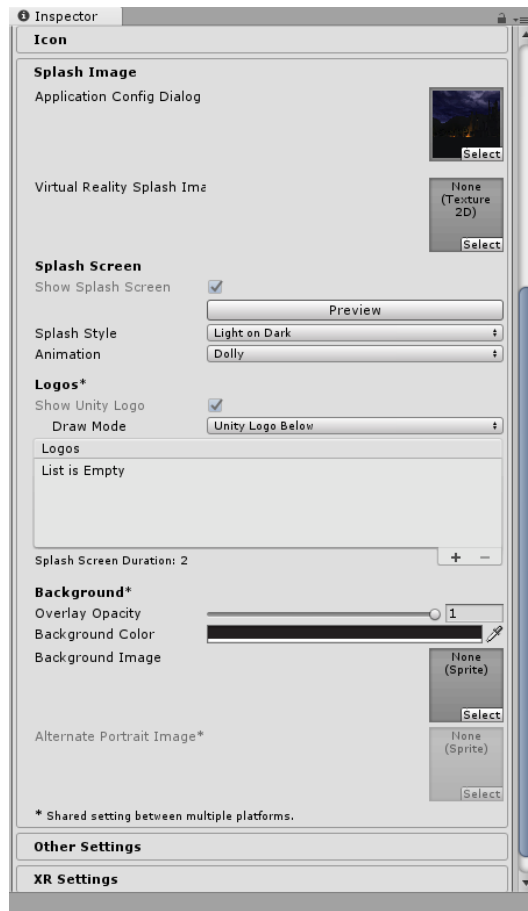 Inspector
Icon
Splash Image
Application Config Dialog
Select
Virtual Reality Splash Ima
None
(Texture
2D)
Select
Splash Screen
Show Splash Screen
Preview
Splash Style
Light on Dark
Animation
Dolly
Logos*
Show Unity Logo
Draw Mode
Unity Logo Below
Logos
List is Empty
Splash Screen Duration: 2
+ −
Background*
Overlay Opacity
1
Background Color
Background Image
None
(Sprite)
Select
Alternate Portrait Image*
None
(Sprite)
Select
* Shared setting between multiple platforms.
Other Settings
XR Settings